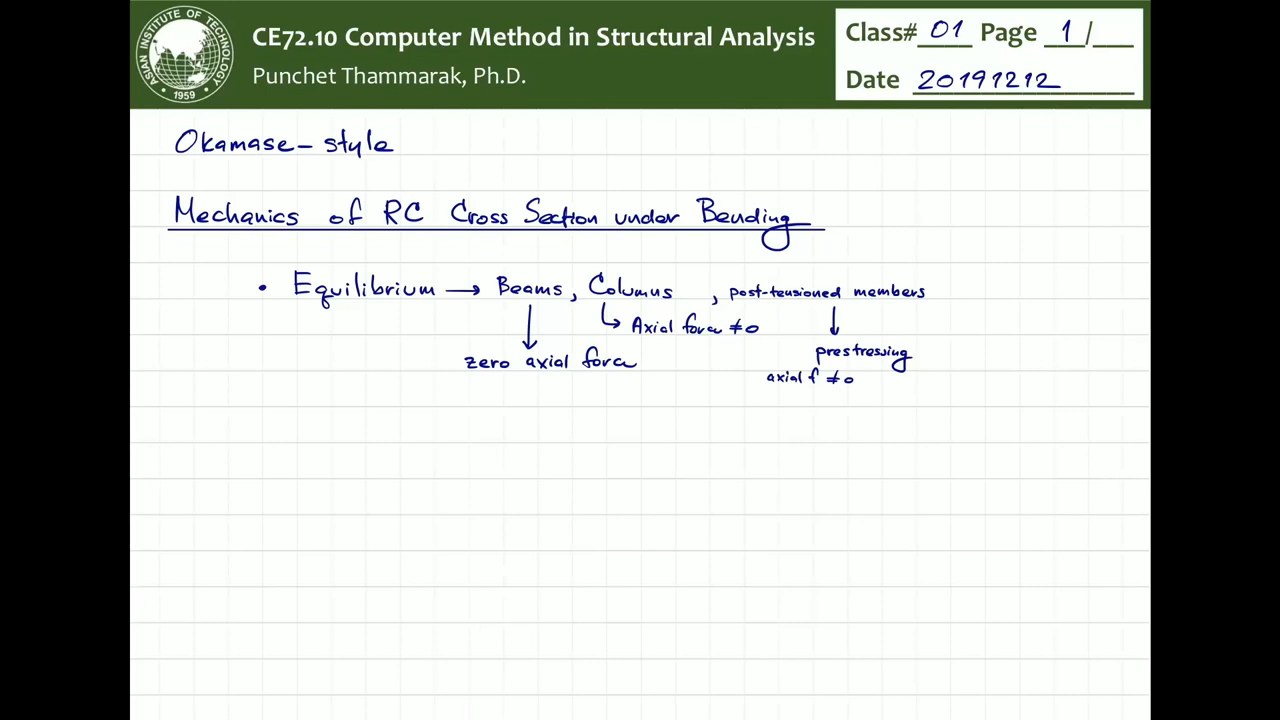 ASIAN INSTITUTE OF TECHNOLOGY
1959
CE72.10 Computer Method in Structural Analysis
Punchet Thammarak, Ph.D.
Class# 01 Page 1/
Date 20191212
Okamase-style
Mechanics of RC Cross Section under Bending
• Equilibrium → Beams, Columns, post-tensioned members
Axial force ≠0
zero axial force
prestressing
axial f ≠0